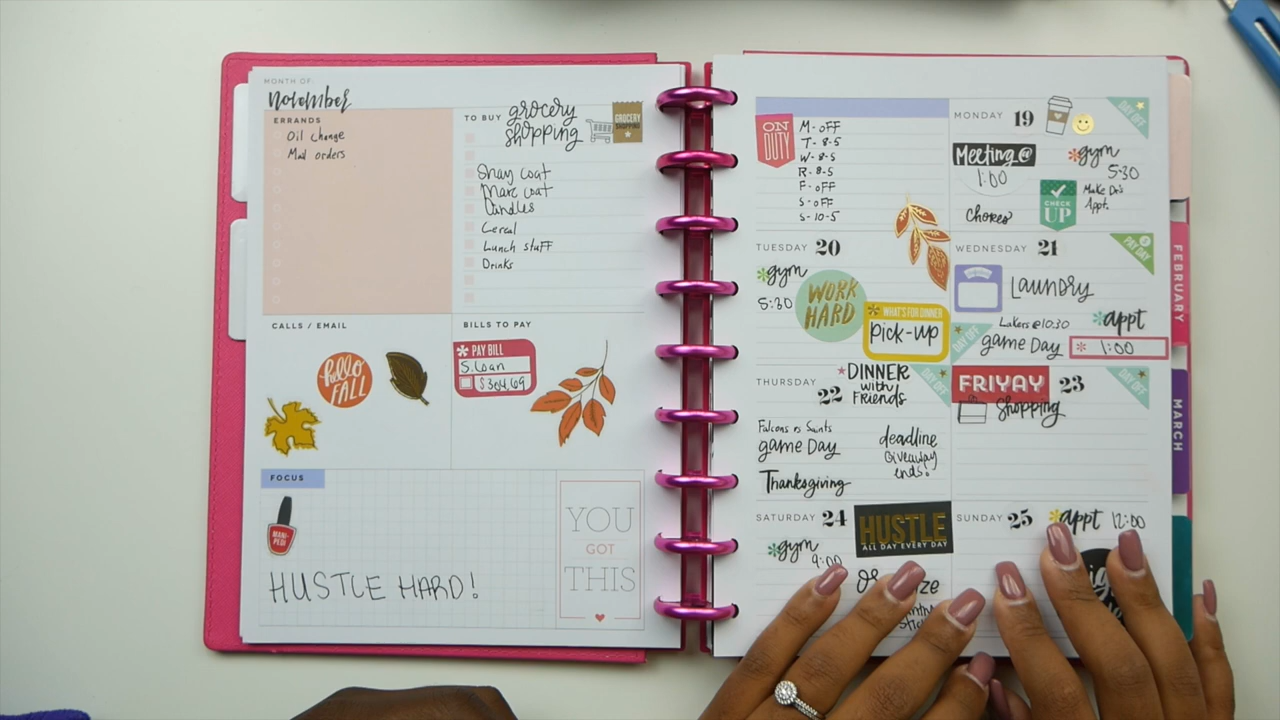 MONTH OF:
november
ERRANDS
Oil change
Mail orders
TO BUY
grocery
shopping
GROCERY
SHOPPING
Shay coat
Marc coat
Candles
Cereal
Lunch stuff
Drinks
CALLS / EMAIL
hello
FALL
BILLS TO PAY
PAY BILL
S. Loan
$304.69
FOCUS
MANI-
PEDI
HUSTLE HARD!
YOU
GOT
THIS
ON
DUTY
M-OFF
T-8-5
W-8-5
R-8-5
F-OFF
S-OFF
S-10-5
MONDAY 19
DAY OFF
Meeting @
1:00
gym
5:30
Chores
CHECK
UP
Make Drs
Appt.
TUESDAY 20
gym
5:30
WORK
HARD
WHAT'S FOR DINNER
Pick-up
WEDNESDAY 21
PAY DAY
LAUNDRY
Lakers @ 10:30
game Day
DAY OFF
appt
1:00
THURSDAY
22
DINNER
with
Friends
DAY OFF
Falcons vs Saints
game Day
deadline
Giveaway
ends!
Thanksgiving
FRIYAY 23
DAY OFF
Shopping
SATURDAY 24
HUSTLE
ALL DAY EVERY DAY
gym
9:00
SUNDAY 25
appt 12:00
FEBRUARY
MARCH